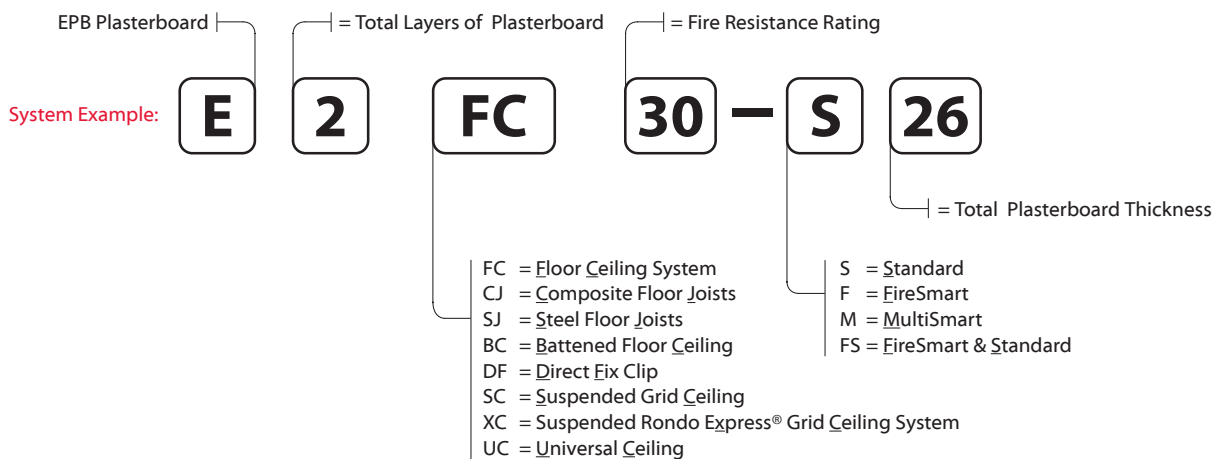 EPB Plasterboard
= Total Layers of Plasterboard
= Fire Resistance Rating
System Example:
E 2 FC 30 – S 26
= Total Plasterboard Thickness
FC = Floor Ceiling System
CJ = Composite Floor Joists
SJ = Steel Floor Joists
BC = Battened Floor Ceiling
DF = Direct Fix Clip
SC = Suspended Grid Ceiling
XC = Suspended Rondo Express® Grid Ceiling System
UC = Universal Ceiling
S = Standard
F = FireSmart
M = MultiSmart
FS = FireSmart & Standard